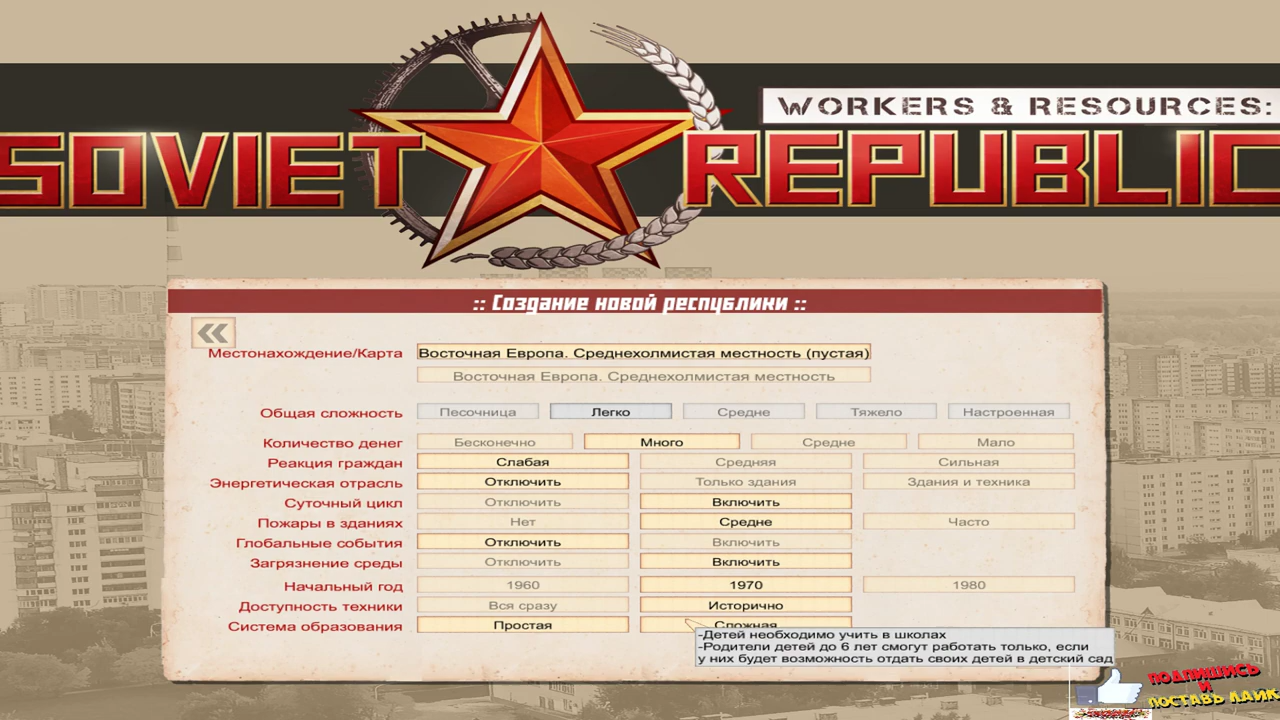 WORKERS & RESOURCES:
SOVIET REPUBLIC
:: Создание новой республики ::
Местонахождение/Карта Восточная Европа. Среднехолмистая местность (пустая)
Восточная Европа. Среднехолмистая местность
Общая сложность Песочница Легко Средне Тяжело Настроенная
Количество денег Бесконечно Много Средне Мало
Реакция граждан Слабая Средняя Сильная
Энергетическая отрасль Отключить Только здания Здания и техника
Суточный цикл Отключить Включить
Пожары в зданиях Нет Средне Часто
Глобальные события Отключить Включить
Загрязнение среды Отключить Включить
Начальный год 1960 1970 1980
Доступность техники Вся сразу Исторично
Система образования Простая Сложная
-Детей необходимо учить в школах
-Родители детей до 6 лет смогут работать только, если
у них будет возможность отдать своих детей в детский сад
ПОДПИШИСЬ
И
ПОСТАВЬ ЛАЙК